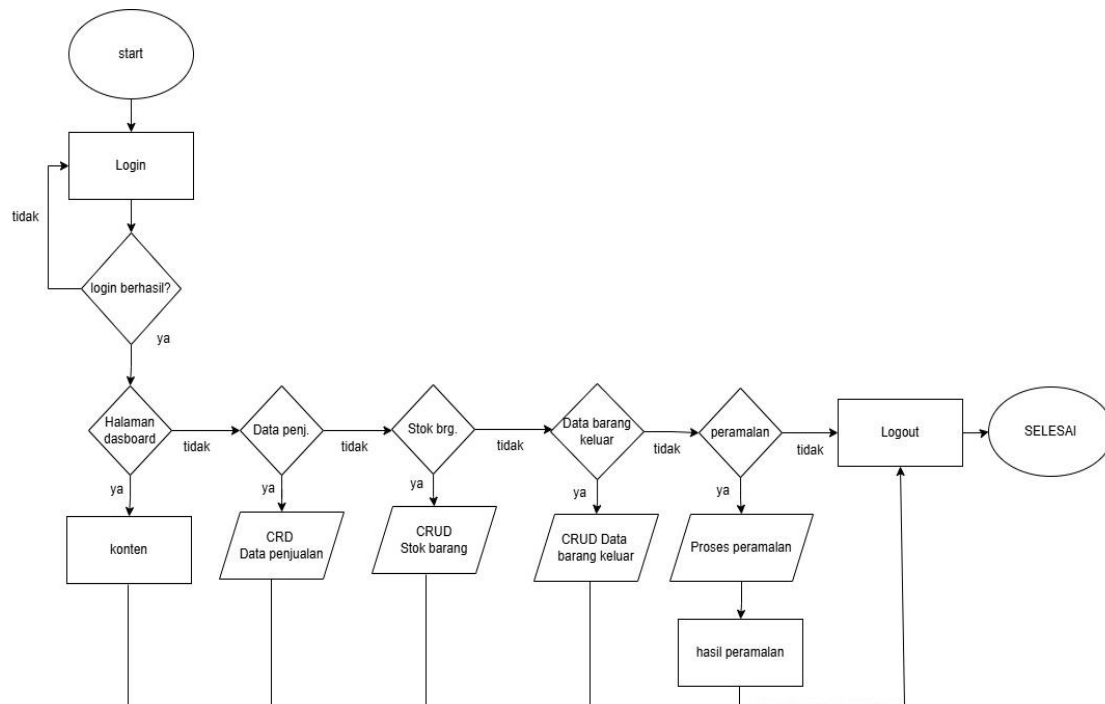 start
Login
tidak
login berhasil?
ya
Halaman
dasboard
tidak
Data penj.
tidak
Stok brg.
tidak
Data barang
keluar
tidak
peramalan
tidak
Logout
SELESAI
ya
ya
ya
ya
ya
konten
CRD
Data penjualan
CRUD
Stok barang
CRUD Data
barang keluar
Proses peramalan
hasil peramalan